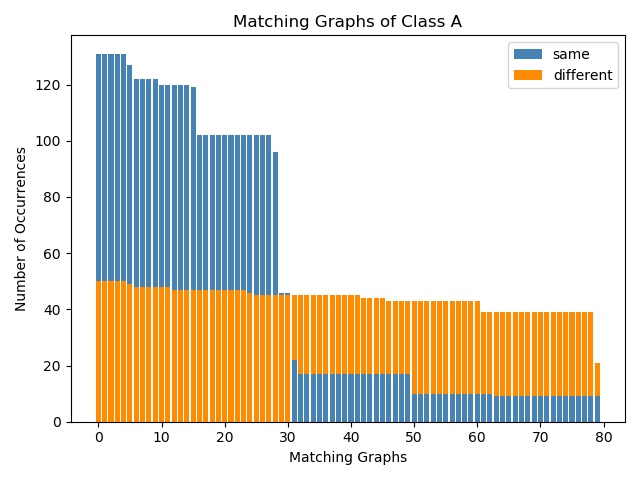 Matching Graphs of Class A
same
different
Number of Occurrences
120
100
80
60
40
20
0
0 10 20 30 40 50 60 70 80
Matching Graphs